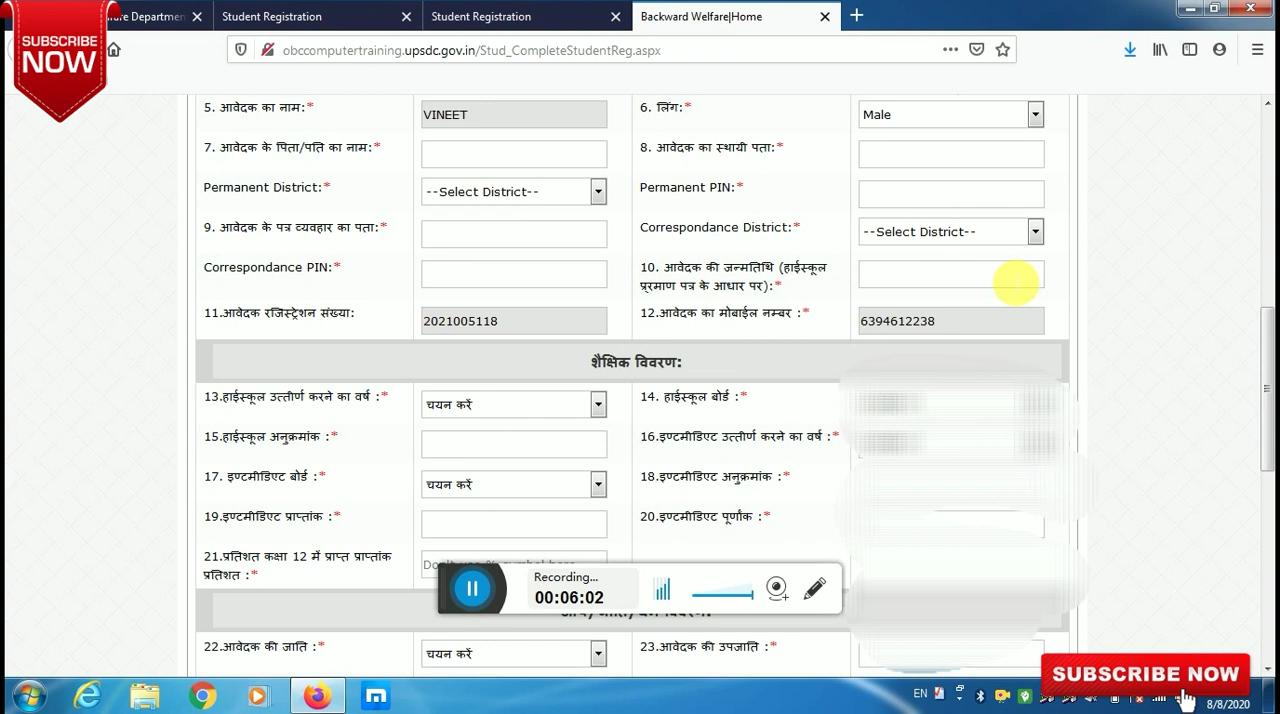 ure Departmen
Student Registration
Student Registration
Backward Welfare|Home
SUBSCRIBE
NOW
obccomputertraining.upsdc.gov.in/Stud_CompleteStudentReg.aspx
5. आवेदक का नाम:*
VINEET
6. लिंग:*
Male
7. आवेदक के पिता/पति का नाम:*
8. आवेदक का स्थायी पता:*
Permanent District:*
--Select District--
Permanent PIN:*
9. आवेदक के पत्र व्यवहार का पता:*
Correspondance District:*
--Select District--
Correspondance PIN:*
10. आवेदक की जन्मतिथि (हाईस्कूल
प्रमाण पत्र के आधार पर):*
11.आवेदक रजिस्ट्रेशन संख्या:
2021005118
12.आवेदक का मोबाईल नम्बर :*
6394612238
शैक्षिक विवरण:
13.हाईस्कूल उत्तीर्ण करने का वर्ष :*
चयन करें
14. हाईस्कूल बोर्ड :*
15.हाईस्कूल अनुक्रमांक :*
16.इण्टमीडिएट उत्तीर्ण करने का वर्ष :*
17. इण्टमीडिएट बोर्ड :*
चयन करें
18.इण्टमीडिएट अनुक्रमांक :*
19.इण्टमीडिएट प्राप्तांक :*
20.इण्टमीडिएट पूर्णांक :*
21.प्रतिशत कक्षा 12 में प्राप्त प्राप्तांक
प्रतिशत :*
Recording...
00:06:02
22.आवेदक की जाति :*
चयन करें
23.आवेदक की उपजाति :*
SUBSCRIBE NOW
EN
8/8/2020